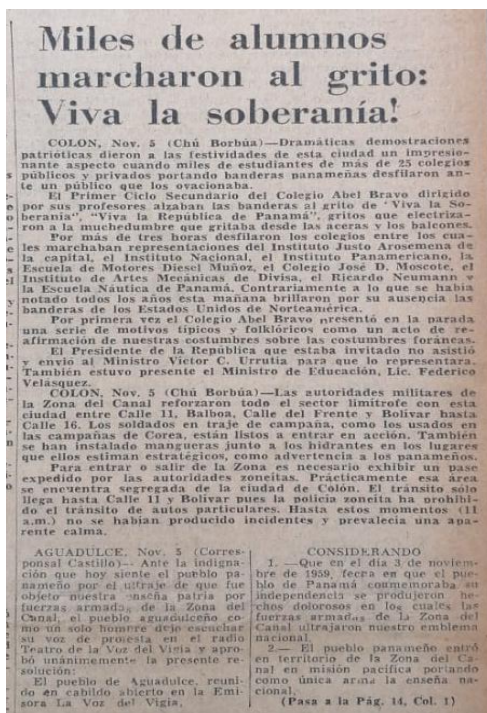 Miles de alumnos
marcharon al grito:
Viva la soberanía!
COLON, Nov. 5 (Chú Borbúa)—Dramáticas demostraciones
patrióticas dieron a las festividades de esta ciudad un impresio-
nante aspecto cuando miles de estudiantes de más de 25 colegios
públicos y privados portando banderas panameñas desfilaron an-
te un público que los ovacionaba.
El Primer Ciclo Secundario del Colegio Abel Bravo dirigido
por sus profesores alzaban las banderas al grito de "Viva la So-
beranía", "Viva la República de Panamá", gritos que electriza-
ron a la muchedumbre que gritaba desde las aceras y los balcones.
Por más de tres horas desfilaron los colegios entre los cua-
les marchaban representaciones del Instituto Justo Arosemena de
la capital, el Instituto Nacional, el Instituto Panamericano, la
Escuela de Motores Diesel Muñoz, el Colegio José D. Moscote, el
Instituto de Artes Mecánicas de Divisa, el Ricardo Neumann y
la Escuela Náutica de Panamá. Contrariamente a lo que se había
notado todos los años esta mañana brillaron por su ausencia las
banderas de los Estados Unidos de Norteamérica.
Por primera vez el Colegio Abel Bravo presentó en la parada
una serie de motivos típicos y folklóricos como un acto de re-
afirmación de nuestras costumbres sobre las costumbres foráneas.
El Presidente de la República que estaba invitado no asistió
y envió al Ministro Víctor C. Urrutia para que lo representara.
También estuvo presente el Ministro de Educación, Lic. Federico
Velásquez.
COLON, Nov. 5 (Chú Borbúa)—Las autoridades militares de
la Zona del Canal reforzaron todo el sector limítrofe con esta
ciudad entre Calle 11, Balboa, Calle del Frente y Bolívar hasta
Calle 16. Los soldados en traje de campaña, como los usados en
las campañas de Corea, están listos a entrar en acción. También
se han instalado mangueras junto a los hidrantes en los lugares
que ellos estiman estratégicos, como advertencia a los panameños.
Para entrar o salir de la Zona es necesario exhibir un pase
expedido por las autoridades zoneítas. Prácticamente esa área
se encuentra segregada de la ciudad de Colón. El tránsito sólo
llega hasta Calle 11 y Bolívar pues la policía zoneíta ha prohibi-
do el tránsito de autos particulares. Hasta estos momentos (11
a.m.) no se habían producido incidentes y prevalecía una apa-
rente calma.
AGUADULCE, Nov. 5 (Corres-
ponsal Castillo)— Ante la indigna-
ción que hoy siente el pueblo pa-
nameño por el ultraje de que fue
objeto nuestra enseña patria por
fuerzas armadas de la Zona del
Canal, el pueblo aguadulceño co-
mo un solo hombre dejó escuchar
su voz de protesta en el radio
Teatro de la Voz del Vigía y apro-
bó unánimemente la presente re-
solución:
El pueblo de Aguadulce, reuni-
do en cabildo abierto en la Emi-
sora La Voz del Vigía,
CONSIDERANDO
1. —Que en el día 3 de noviem-
bre de 1959, fecha en que el pue-
blo de Panamá conmemoraba su
independencia se produjeron he-
chos dolorosos en los cuales las
fuerzas armadas de la Zona del
Canal ultrajaron nuestro emblema
nacional.
2.— El pueblo panameño entró
en territorio de la Zona del Ca-
nal en misión pacífica portando
como única arma la enseña na-
cional.
(Pasa a la Pág. 14, Col. 1)